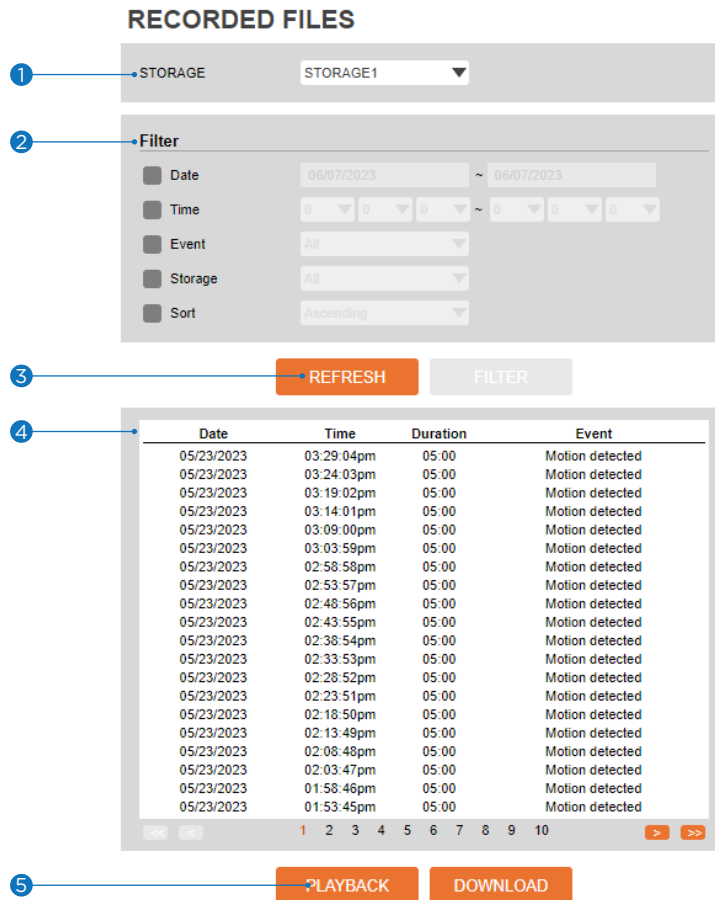 RECORDED FILES
1 STORAGE STORAGE1
2 Filter
Date 06/07/2023 ~ 06/07/2023
Time 0 0 0 ~ 0 0 0
Event All
Storage All
Sort Ascending
3 REFRESH FILTER
4 Date Time Duration Event
05/23/2023 03:29:04pm 05:00 Motion detected
05/23/2023 03:24:03pm 05:00 Motion detected
05/23/2023 03:19:02pm 05:00 Motion detected
05/23/2023 03:14:01pm 05:00 Motion detected
05/23/2023 03:09:00pm 05:00 Motion detected
05/23/2023 03:03:59pm 05:00 Motion detected
05/23/2023 02:58:58pm 05:00 Motion detected
05/23/2023 02:53:57pm 05:00 Motion detected
05/23/2023 02:48:56pm 05:00 Motion detected
05/23/2023 02:43:55pm 05:00 Motion detected
05/23/2023 02:38:54pm 05:00 Motion detected
05/23/2023 02:33:53pm 05:00 Motion detected
05/23/2023 02:28:52pm 05:00 Motion detected
05/23/2023 02:23:51pm 05:00 Motion detected
05/23/2023 02:18:50pm 05:00 Motion detected
05/23/2023 02:13:49pm 05:00 Motion detected
05/23/2023 02:08:48pm 05:00 Motion detected
05/23/2023 02:03:47pm 05:00 Motion detected
05/23/2023 01:58:46pm 05:00 Motion detected
05/23/2023 01:53:45pm 05:00 Motion detected
<< < 1 2 3 4 5 6 7 8 9 10 > >>
5 PLAYBACK DOWNLOAD